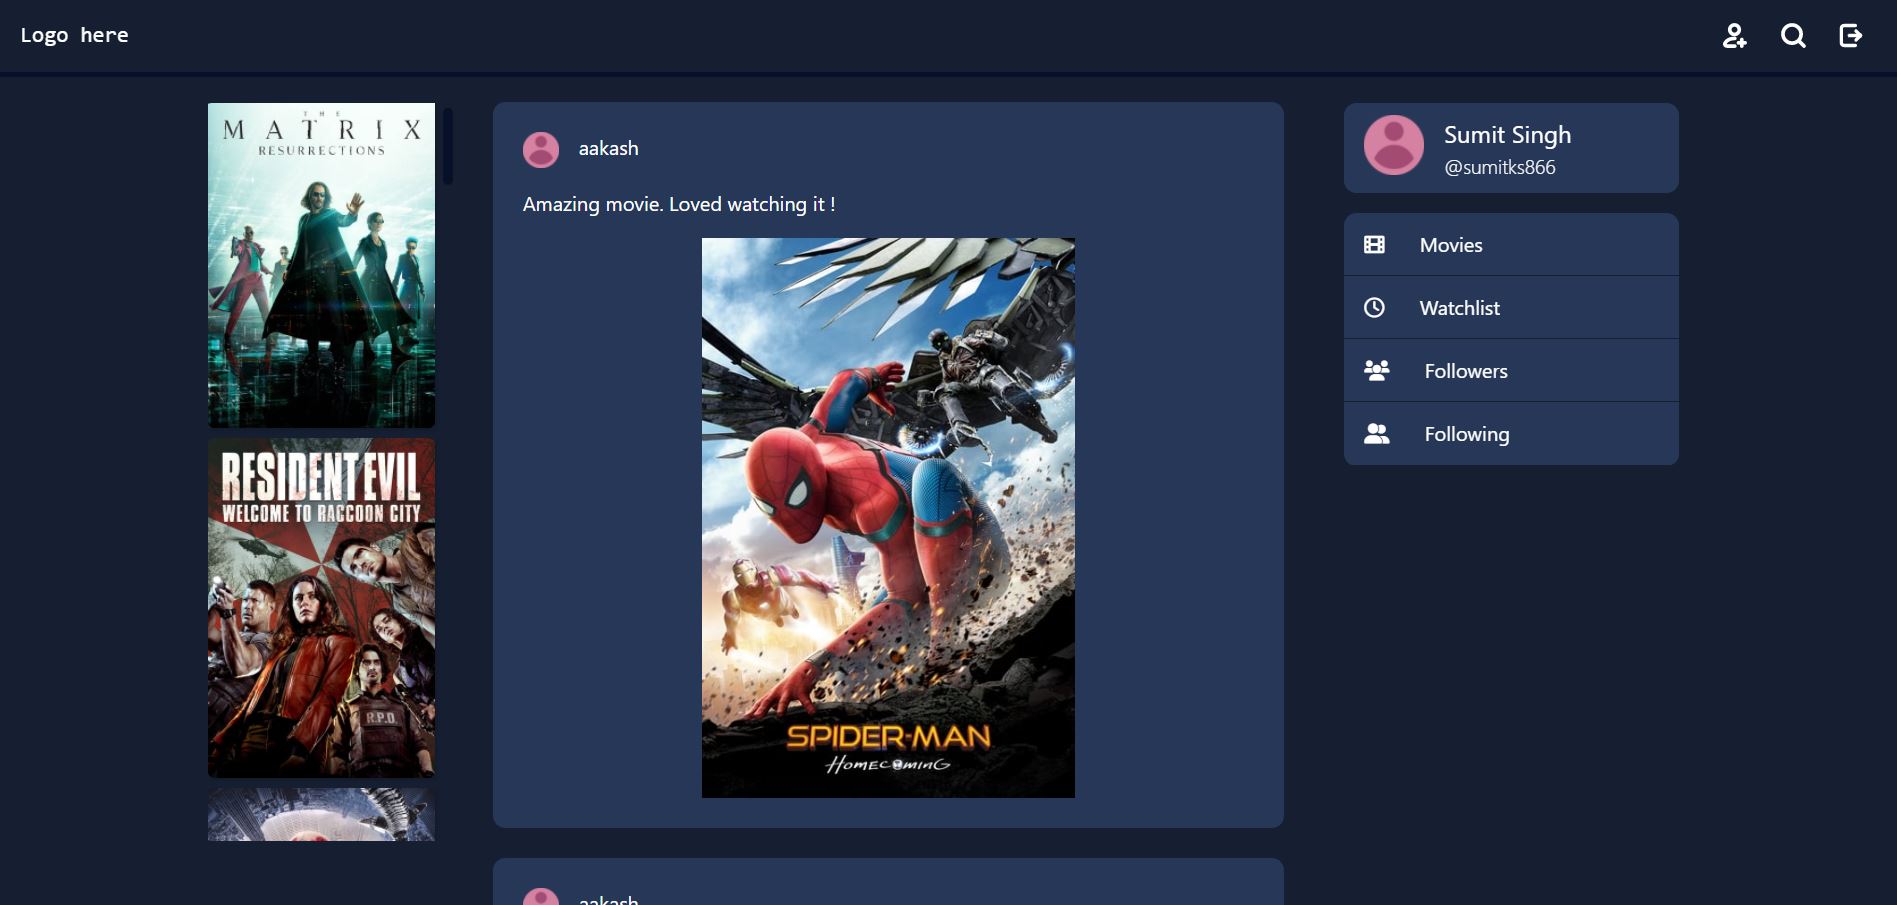 Logo here
THE
MATRIX
RESURRECTIONS
RESIDENT EVIL
WELCOME TO RACCOON CITY
R.P.D.
aakash
Amazing movie. Loved watching it !
SPIDER-MAN
HOMECOMING
aakash
Sumit Singh
@sumitks866
Movies
Watchlist
Followers
Following